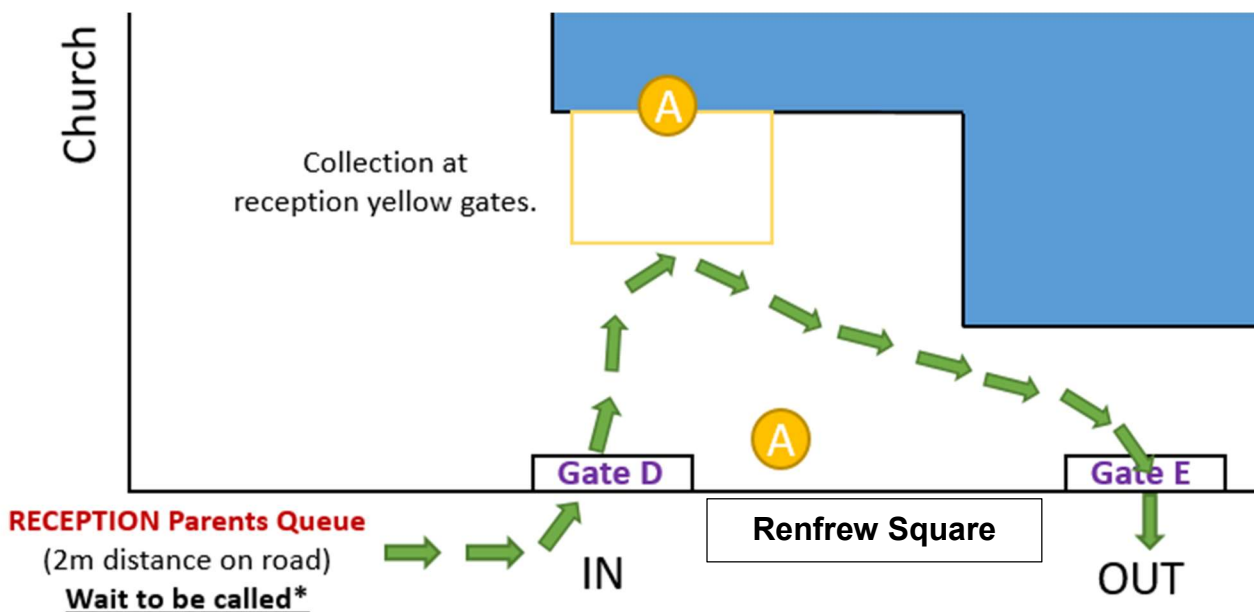 Church
A
Collection at
reception yellow gates.
A
Gate D
Gate E
RECEPTION Parents Queue
(2m distance on road)
Wait to be called*
IN
Renfrew Square
OUT